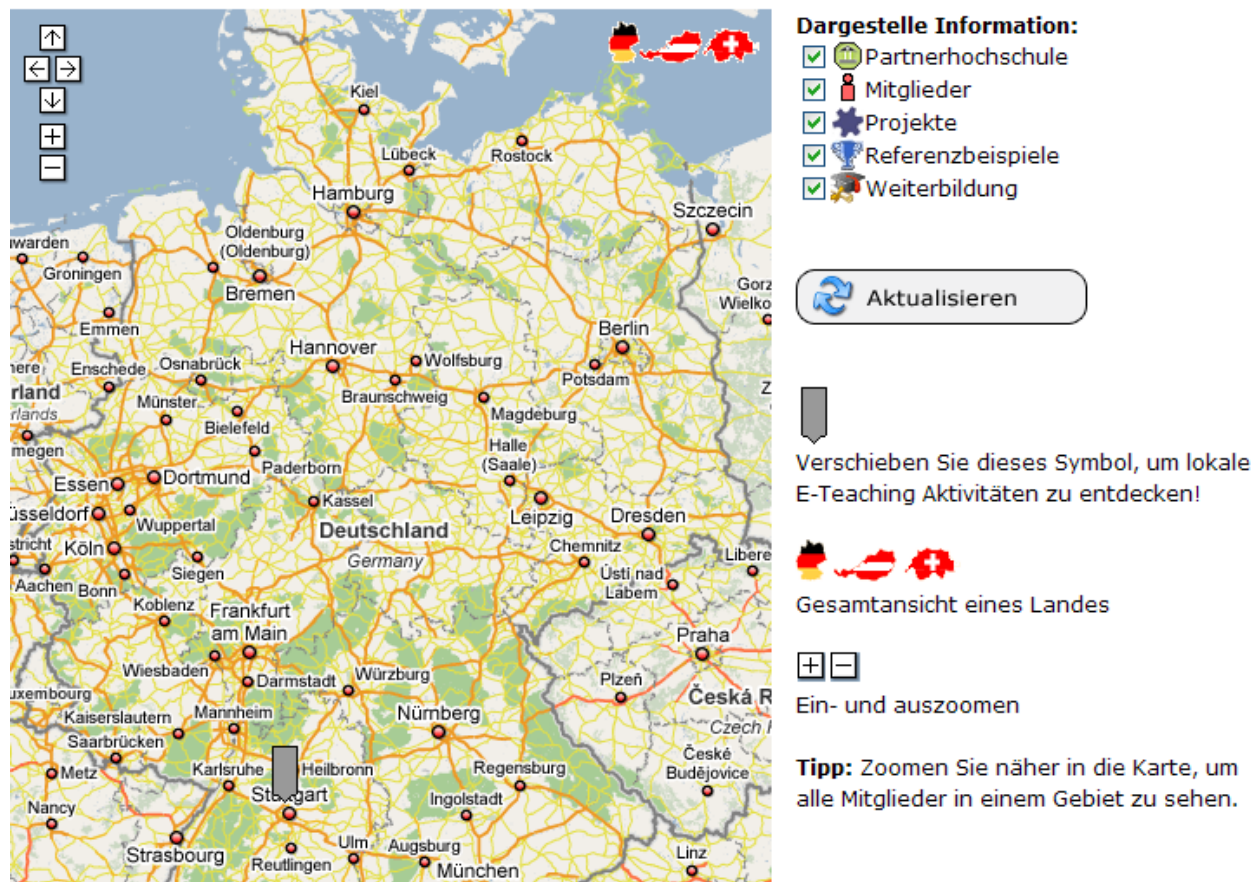 Kiel
Lübeck
Rostock
Hamburg
Szczecin
Oldenburg
(Oldenburg)
Groningen
Bremen
Emmen
Berlin
Hannover
Wolfsburg
Enschede
Osnabrück
Potsdam
Braunschweig
Münster
Magdeburg
Bielefeld
Halle
(Saale)
Paderborn
Dortmund
Essen
Kassel
Leipzig
Dresden
Wuppertal
Deutschland
Germany
Köln
Chemnitz
Siegen
Ústí nad
Labem
Aachen
Bonn
Koblenz
Frankfurt
am Main
Praha
Wiesbaden
Darmstadt
Würzburg
Plzeň
Česká R
Czech
Kaiserslautern
Mannheim
Nürnberg
Saarbrücken
České
Budějovice
Metz
Karlsruhe
Heilbronn
Regensburg
Ingolstadt
Nancy
Strasbourg
Reutlingen
Ulm
Augsburg
München
Linz
Dargestelle Information:
Partnerhochschule
Mitglieder
Projekte
Referenzbeispiele
Weiterbildung
Aktualisieren
Verschieben Sie dieses Symbol, um lokale
E-Teaching Aktivitäten zu entdecken!
Gesamtansicht eines Landes
Ein- und auszoomen
Tipp: Zoomen Sie näher in die Karte, um
alle Mitglieder in einem Gebiet zu sehen.